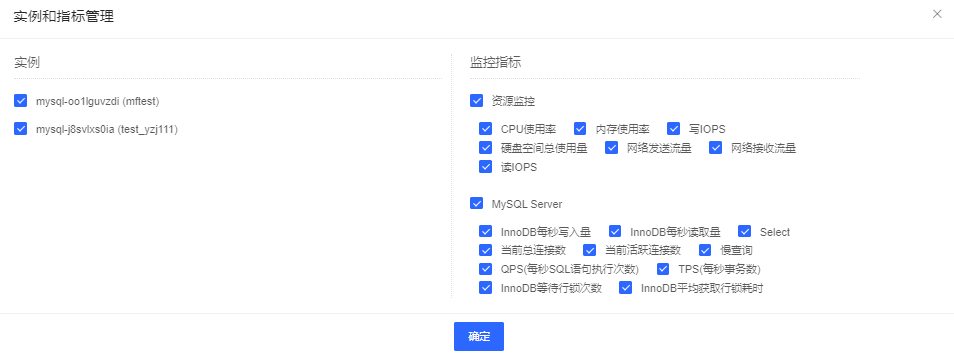 实例和指标管理
实例
mysql-oo1lguvzdi (mftest)
mysql-j8svlxs0ia (test_yzj111)
监控指标
资源监控
CPU使用率 内存使用率 写IOPS
硬盘空间总使用量 网络发送流量 网络接收流量
读IOPS
MySQL Server
InnoDB每秒写入量 InnoDB每秒读取量 Select
当前总连接数 当前活跃连接数 慢查询
QPS(每秒SQL语句执行次数) TPS(每秒事务数)
InnoDB等待行锁次数 InnoDB平均获取行锁耗时
确定